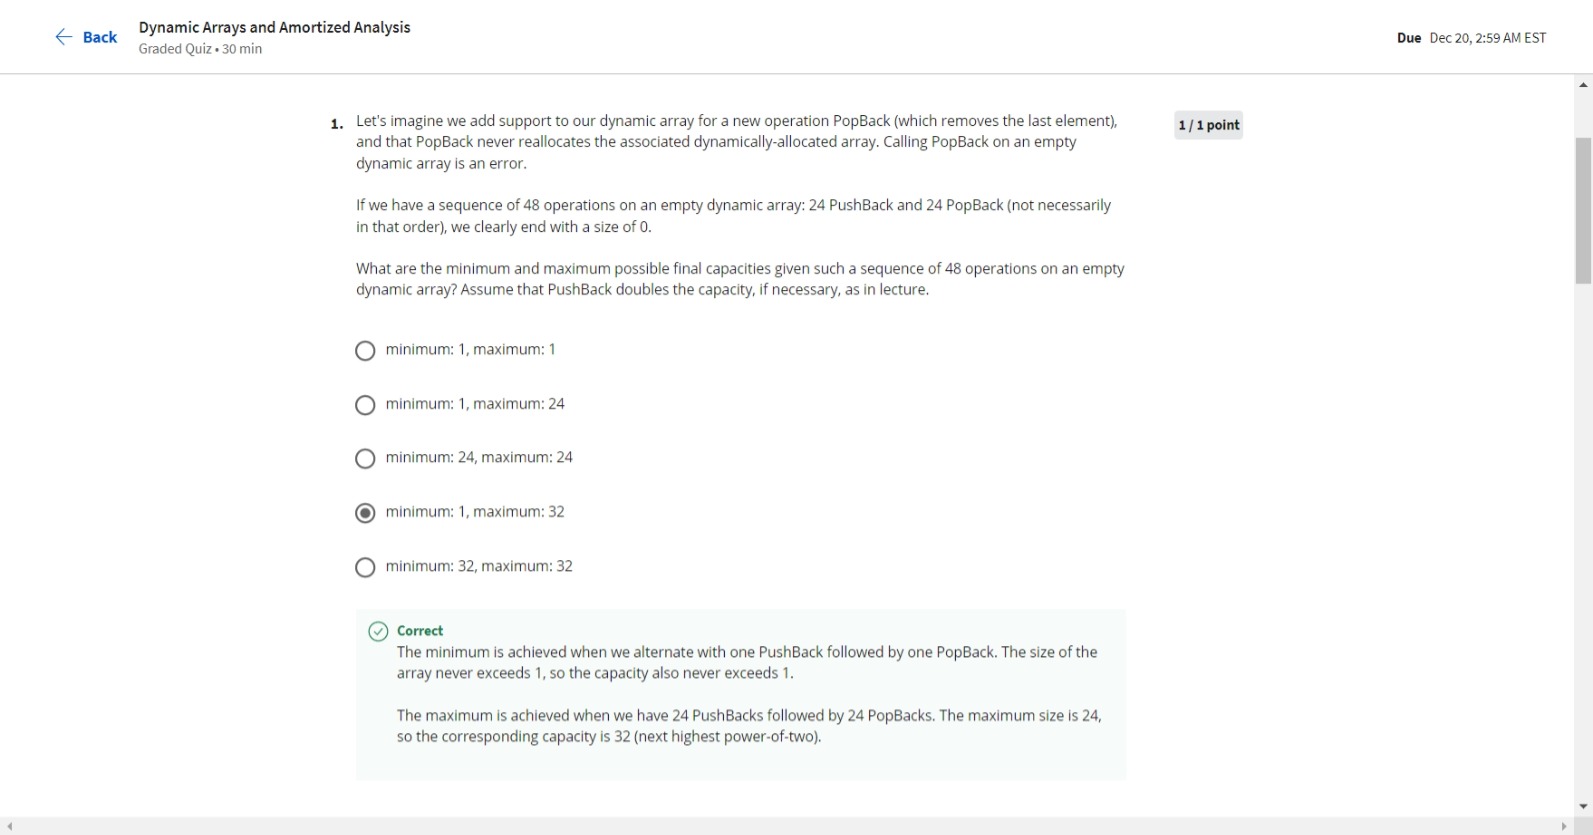 Back
Dynamic Arrays and Amortized Analysis
Graded Quiz • 30 min
Due Dec 20, 2:59 AM EST
1. Let's imagine we add support to our dynamic array for a new operation PopBack (which removes the last element),
and that PopBack never reallocates the associated dynamically-allocated array. Calling PopBack on an empty
dynamic array is an error.
1 / 1 point
If we have a sequence of 48 operations on an empty dynamic array: 24 PushBack and 24 PopBack (not necessarily
in that order), we clearly end with a size of 0.
What are the minimum and maximum possible final capacities given such a sequence of 48 operations on an empty
dynamic array? Assume that PushBack doubles the capacity, if necessary, as in lecture.
minimum: 1, maximum: 1
minimum: 1, maximum: 24
minimum: 24, maximum: 24
minimum: 1, maximum: 32
minimum: 32, maximum: 32
Correct
The minimum is achieved when we alternate with one PushBack followed by one PopBack. The size of the
array never exceeds 1, so the capacity also never exceeds 1.
The maximum is achieved when we have 24 PushBacks followed by 24 PopBacks. The maximum size is 24,
so the corresponding capacity is 32 (next highest power-of-two).